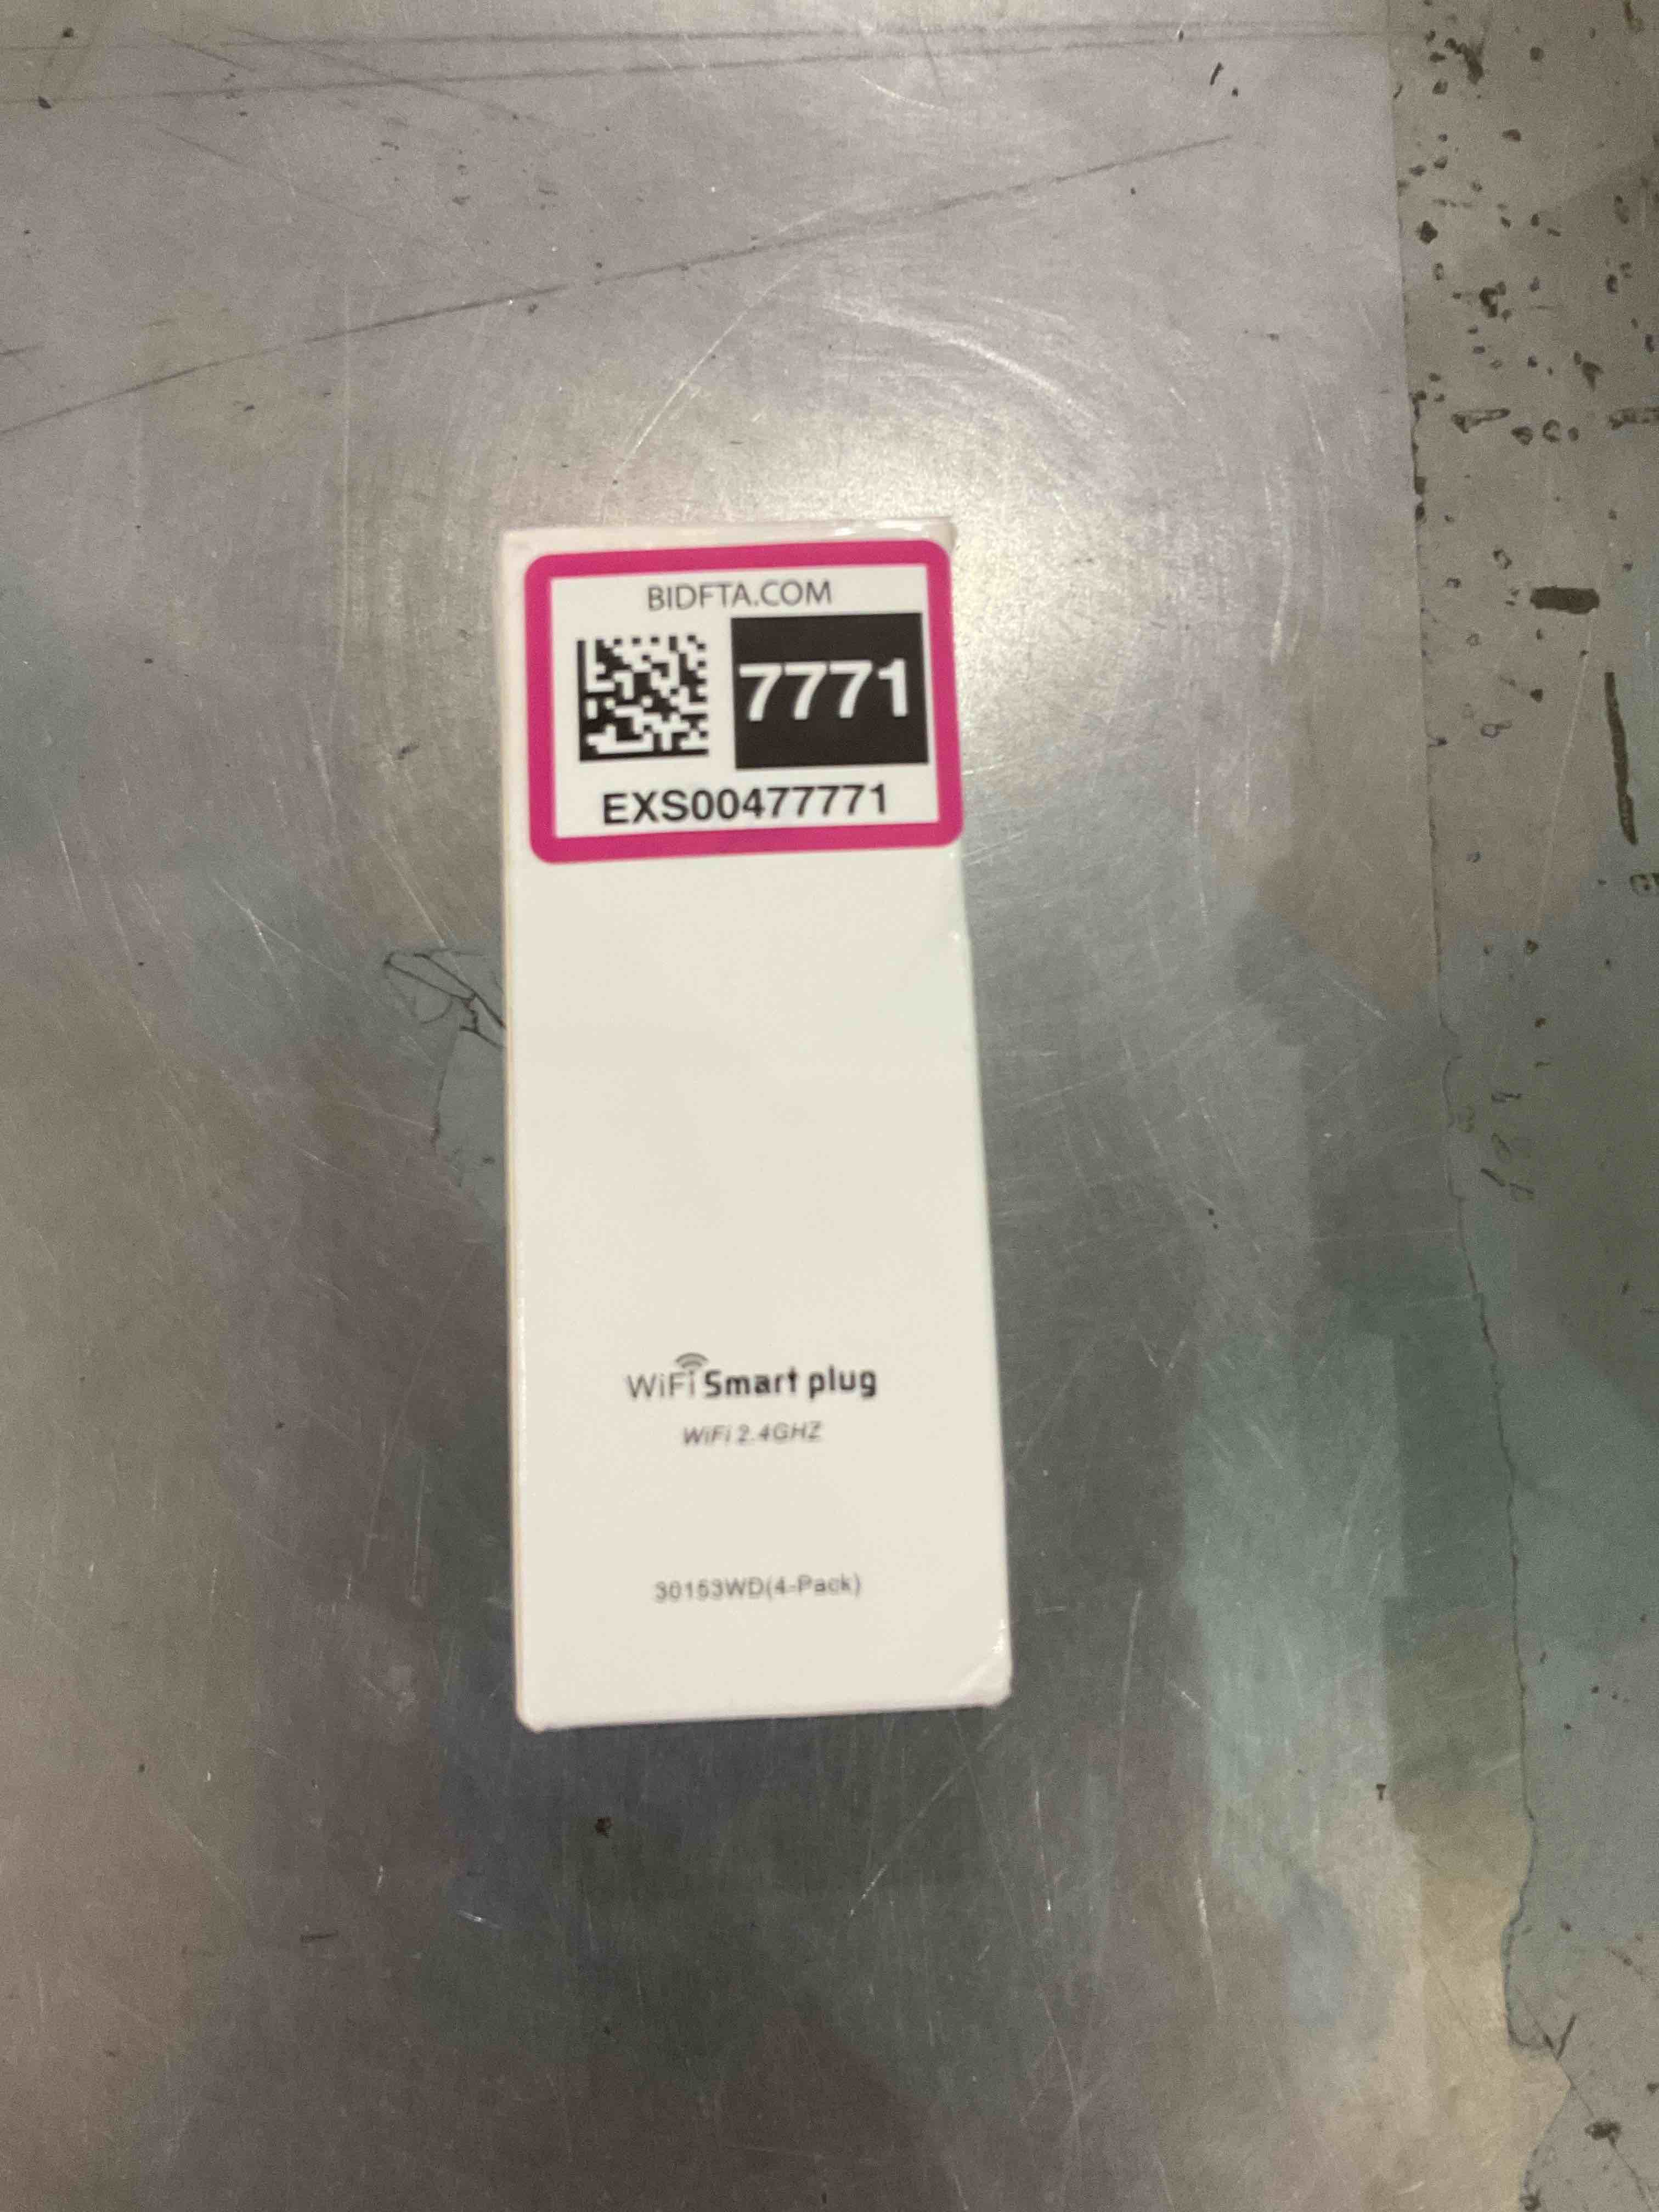 BIDFTA.COM
7771
EXS00477771
WiFi Smart plug
WiFi 2.4GHZ
30153WD(4-Pack)